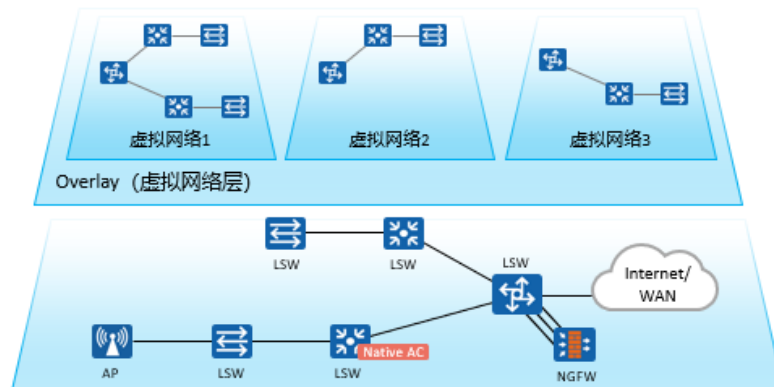 虚拟网络1
虚拟网络2
虚拟网络3
Overlay (虚拟网络层)
LSW
LSW
LSW
Internet/
WAN
Native AC
AP
LSW
LSW
NGFW